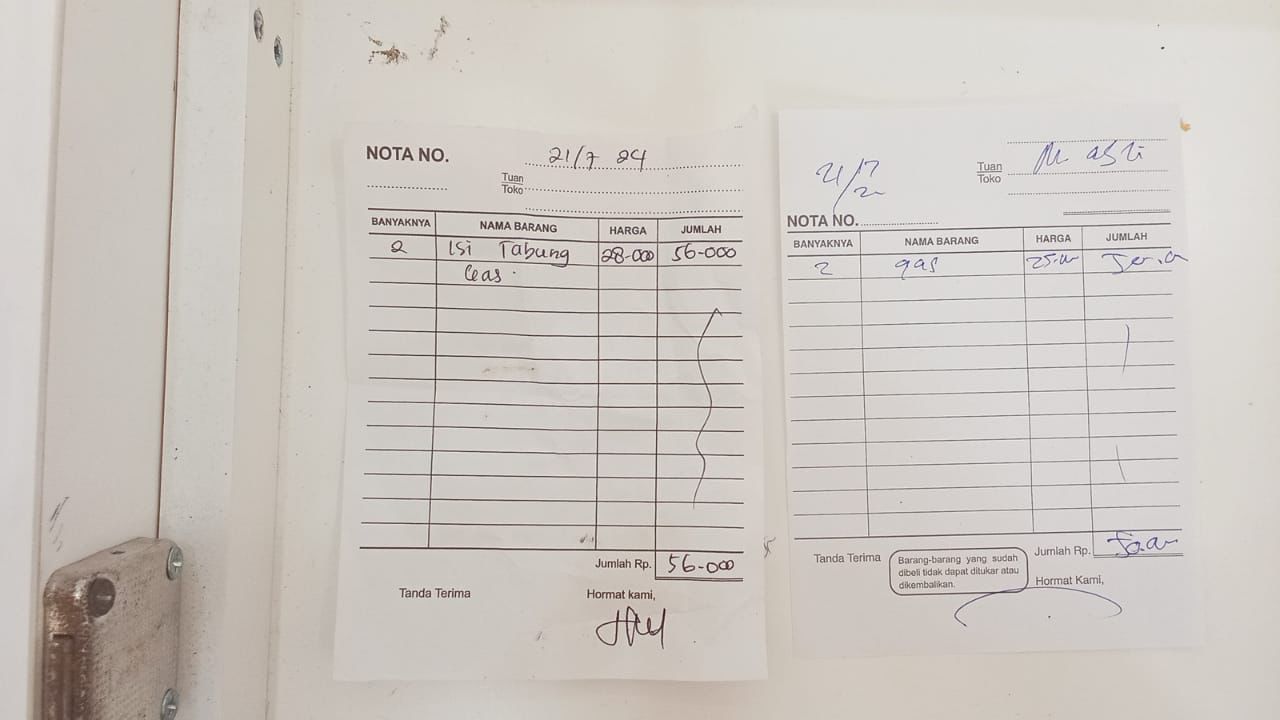 NOTA NO.
21/7 24
Tuan
Toko
BANYAKNYA NAMA BARANG HARGA JUMLAH
2 Isi Tabung 28.000 56.000
Gas.
Jumlah Rp. 56.000
Tanda Terima Hormat kami,
21/7
Tuan
Toko
NOTA NO.
BANYAKNYA NAMA BARANG HARGA JUMLAH
2 gas
Tanda Terima
Barang-barang yang sudah
dibeli tidak dapat ditukar atau
dikembalikan.
Jumlah Rp.
Hormat Kami,